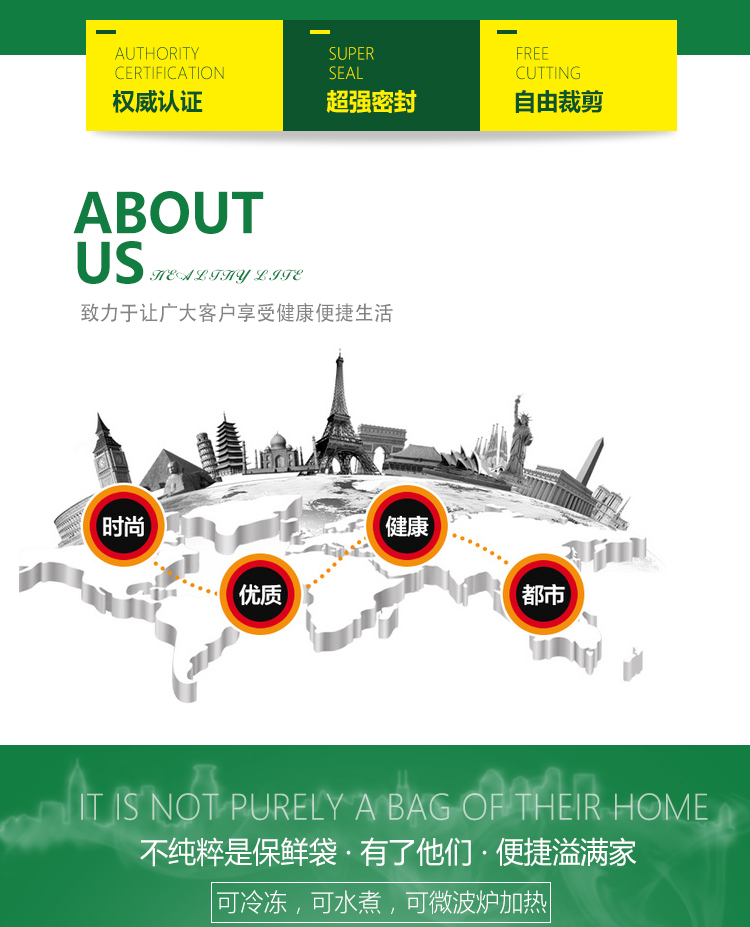 AUTHORITY
CERTIFICATION
权威认证
SUPER
SEAL
超强密封
FREE
CUTTING
自由裁剪
ABOUT
US HEALTHY LIFE
致力于让广大客户享受健康便捷生活
时尚
健康
优质
都市
IT IS NOT PURELY A BAG OF THEIR HOME
不纯粹是保鲜袋·有了他们·便捷溢满家
可冷冻，可水煮，可微波炉加热